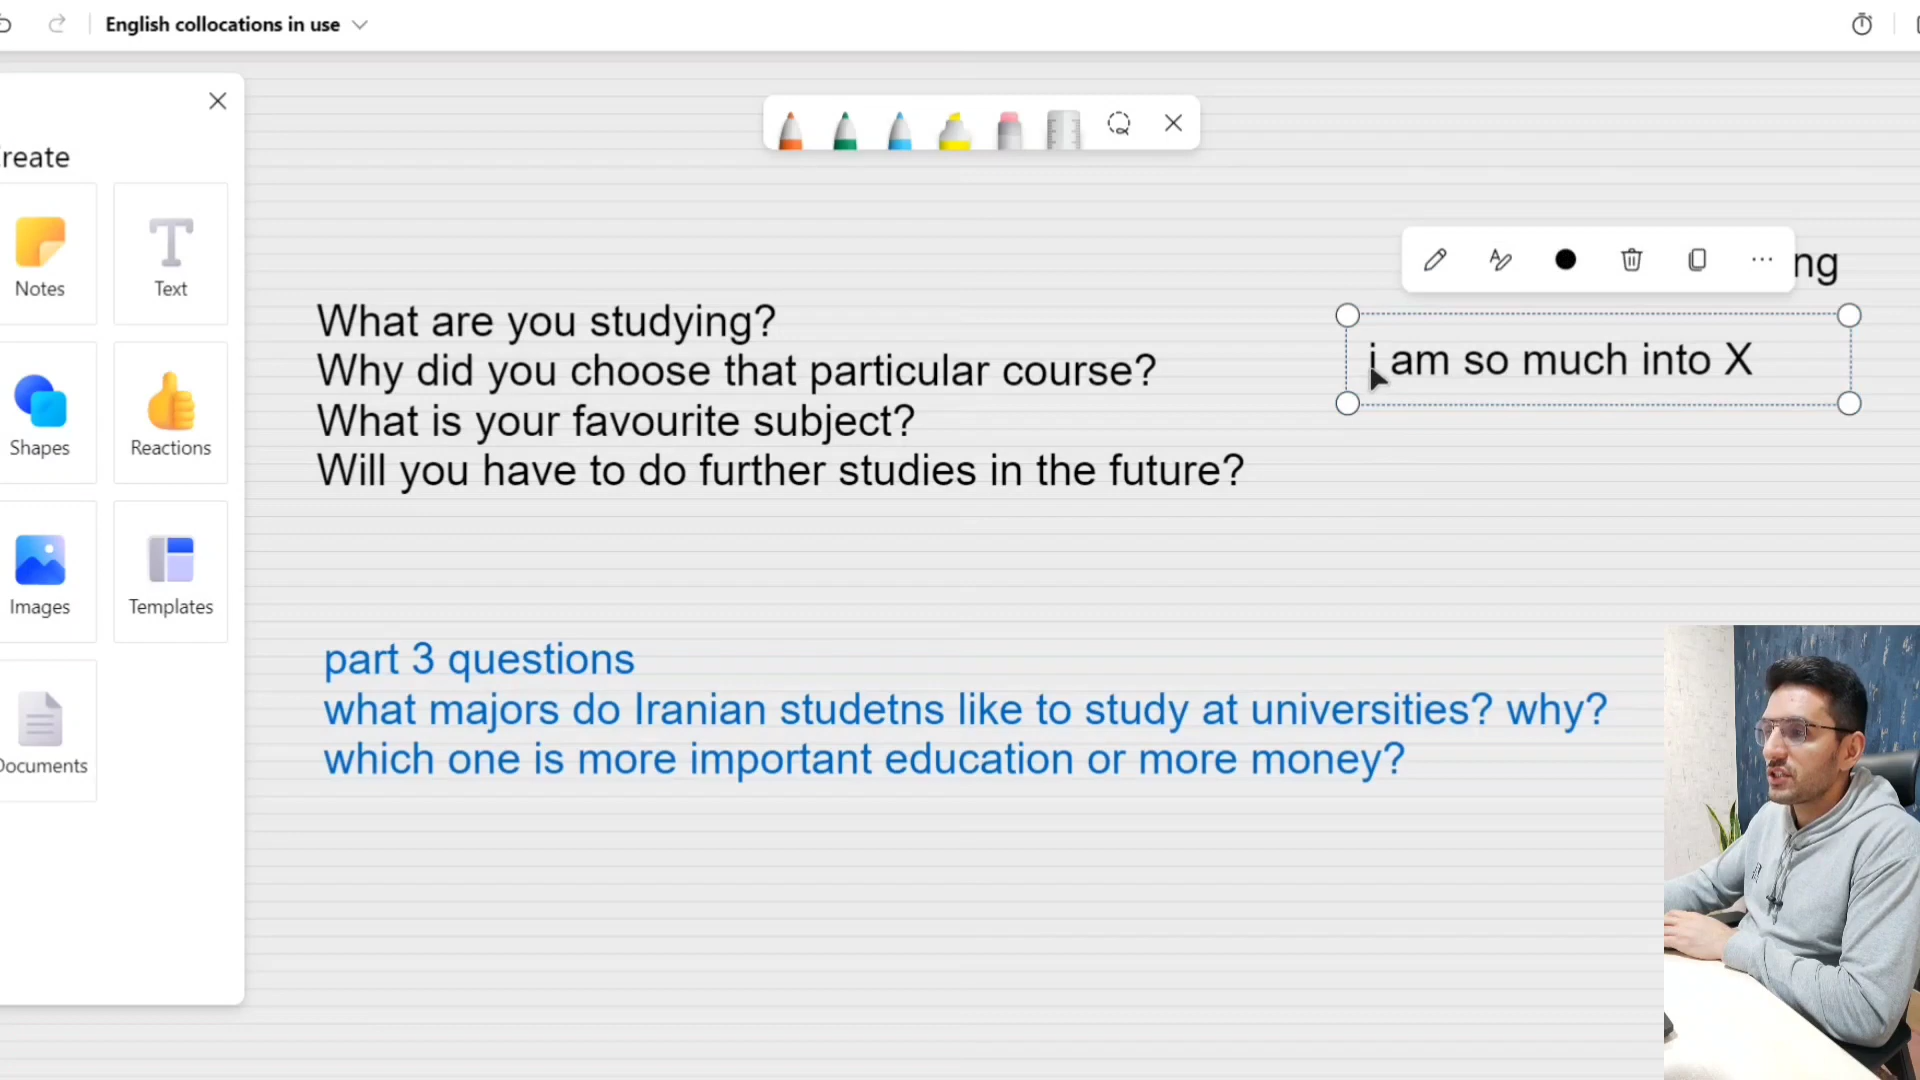 English collocations in use
reate
Notes
Text
Shapes
Reactions
Images
Templates
Documents
ng
i am so much into X
What are you studying?
Why did you choose that particular course?
What is your favourite subject?
Will you have to do further studies in the future?
part 3 questions
what majors do Iranian studetns like to study at universities? why?
which one is more important education or more money?